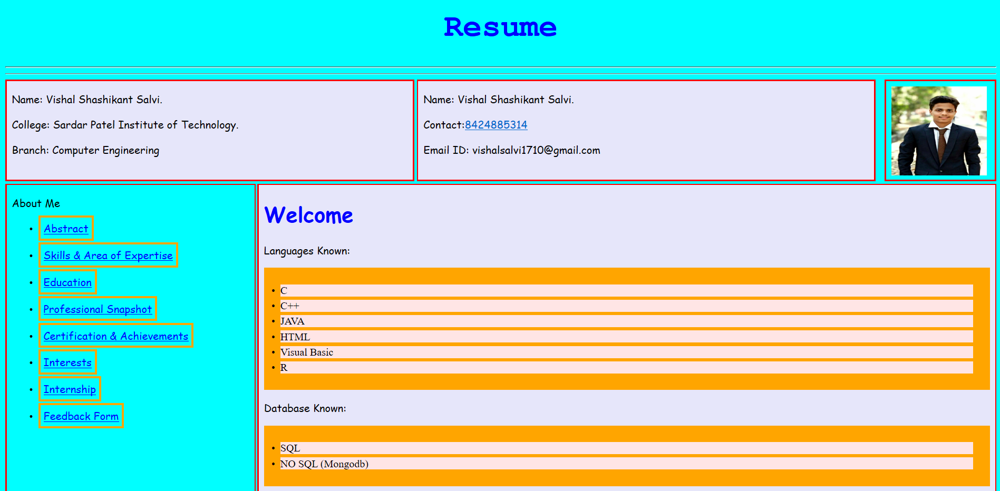 Resume
Name: Vishal Shashikant Salvi.
College: Sardar Patel Institute of Technology.
Branch: Computer Engineering
Name: Vishal Shashikant Salvi.
Contact:8424885314
Email ID: vishalsalvi1710@gmail.com
About Me
Abstract
Skills & Area of Expertise
Education
Professional Snapshot
Certification & Achievements
Interests
Internship
Feedback Form
Welcome
Languages Known:
C
C++
JAVA
HTML
Visual Basic
R
Database Known:
SQL
NO SQL (Mongodb)